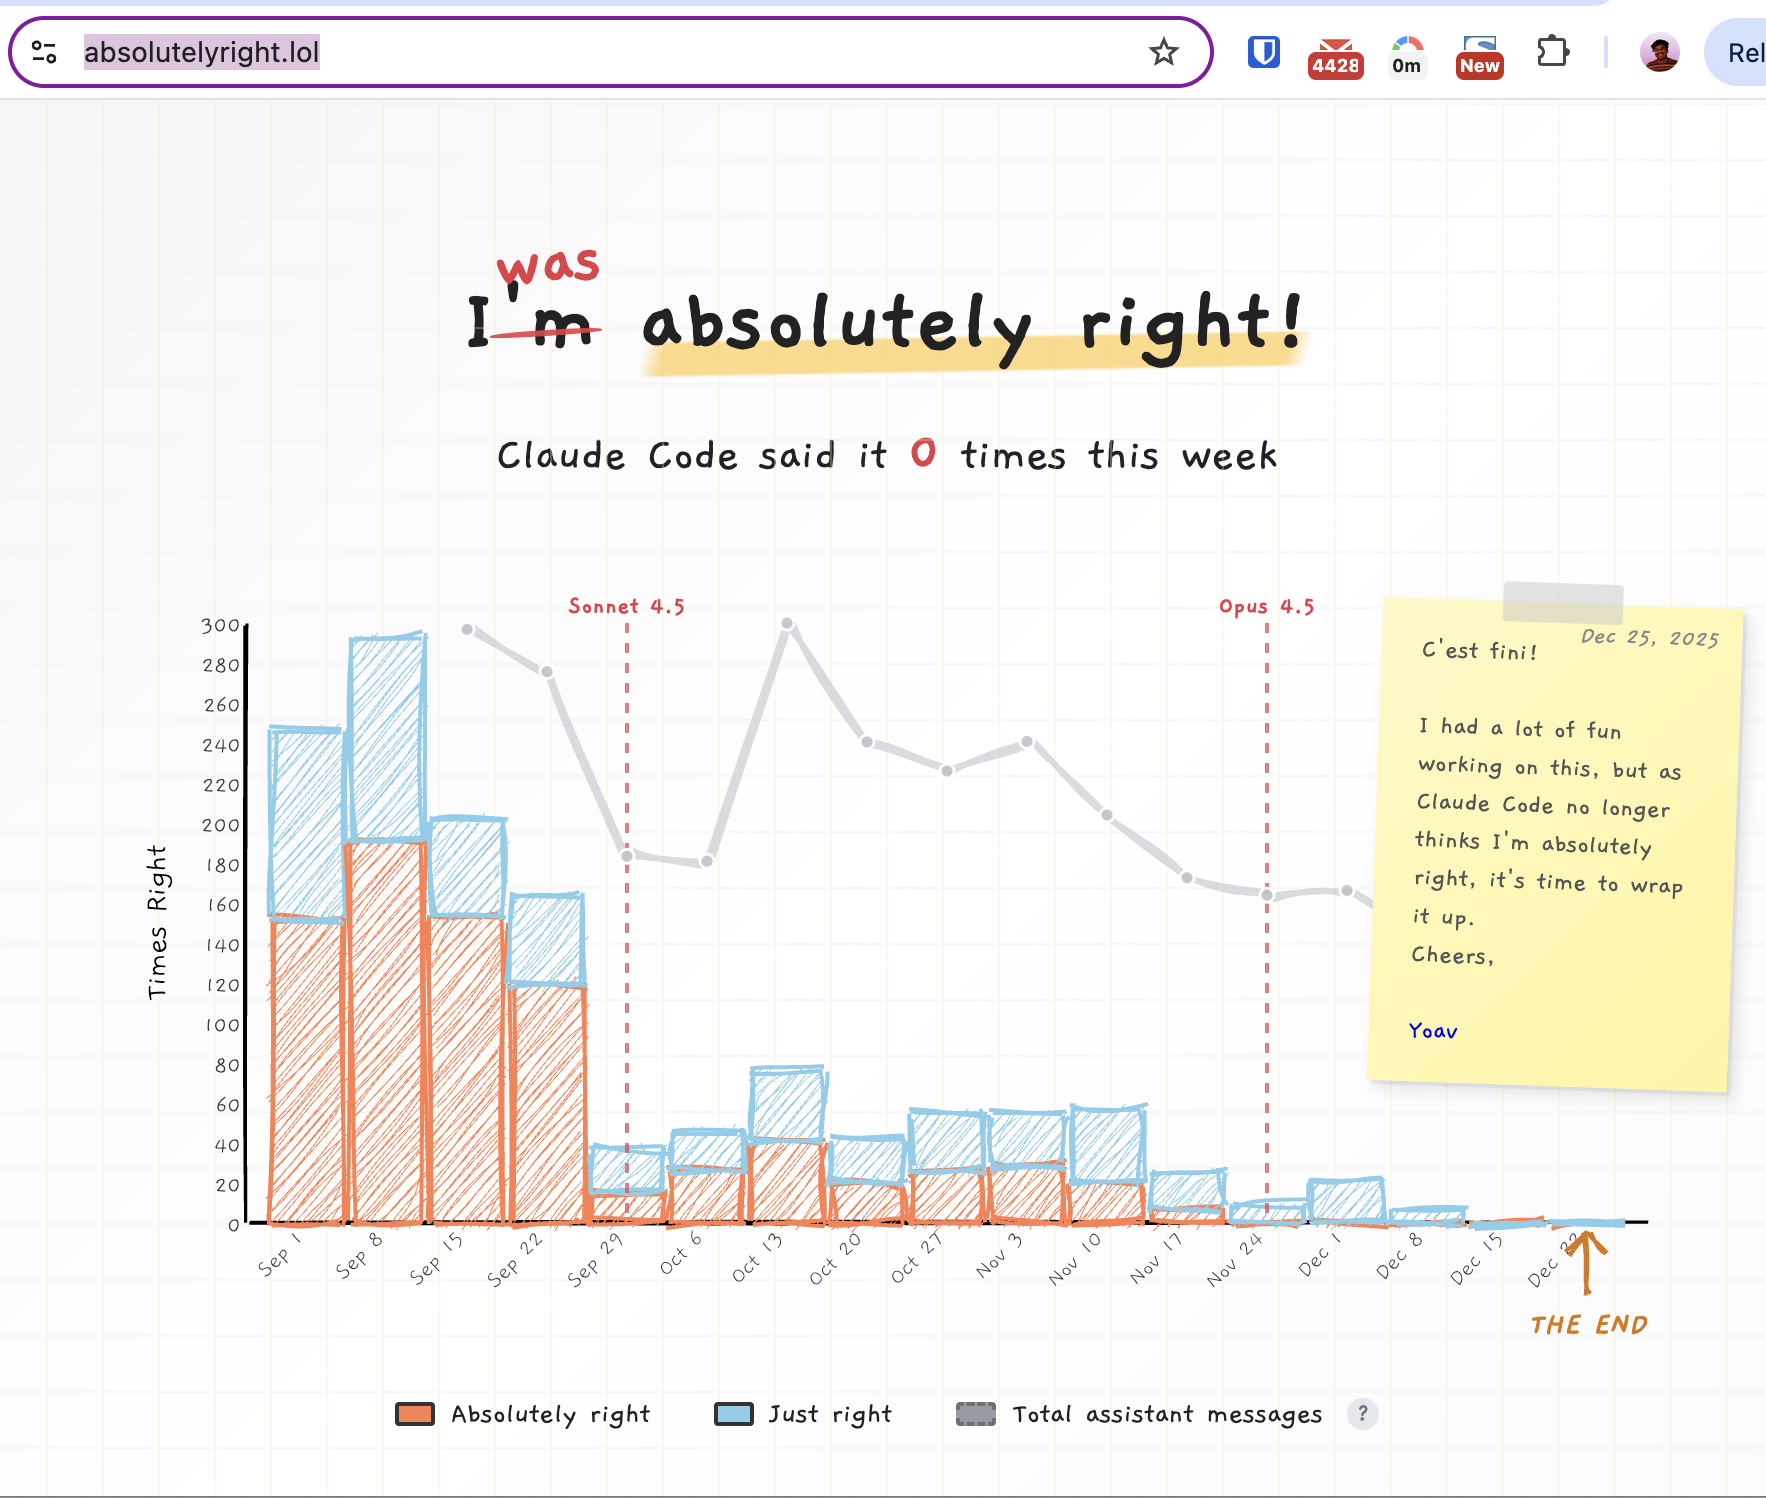 absolutelyright.lol
4428
0m
New
Rel
was
I'm absolutely right!
Claude Code said it 0 times this week
Sonnet 4.5
Opus 4.5
Times Right
300
280
260
240
220
200
180
160
140
120
100
80
60
40
20
0
Sep 1
Sep 8
Sep 15
Sep 22
Sep 29
Oct 6
Oct 13
Oct 20
Oct 27
Nov 3
Nov 10
Nov 17
Nov 24
Dec 1
Dec 8
Dec 15
Dec 22
THE END
Dec 25, 2025
C'est fini!
I had a lot of fun
working on this, but as
Claude Code no longer
thinks I'm absolutely
right, it's time to wrap
it up.
Cheers,
Yoav
Absolutely right
Just right
Total assistant messages
?